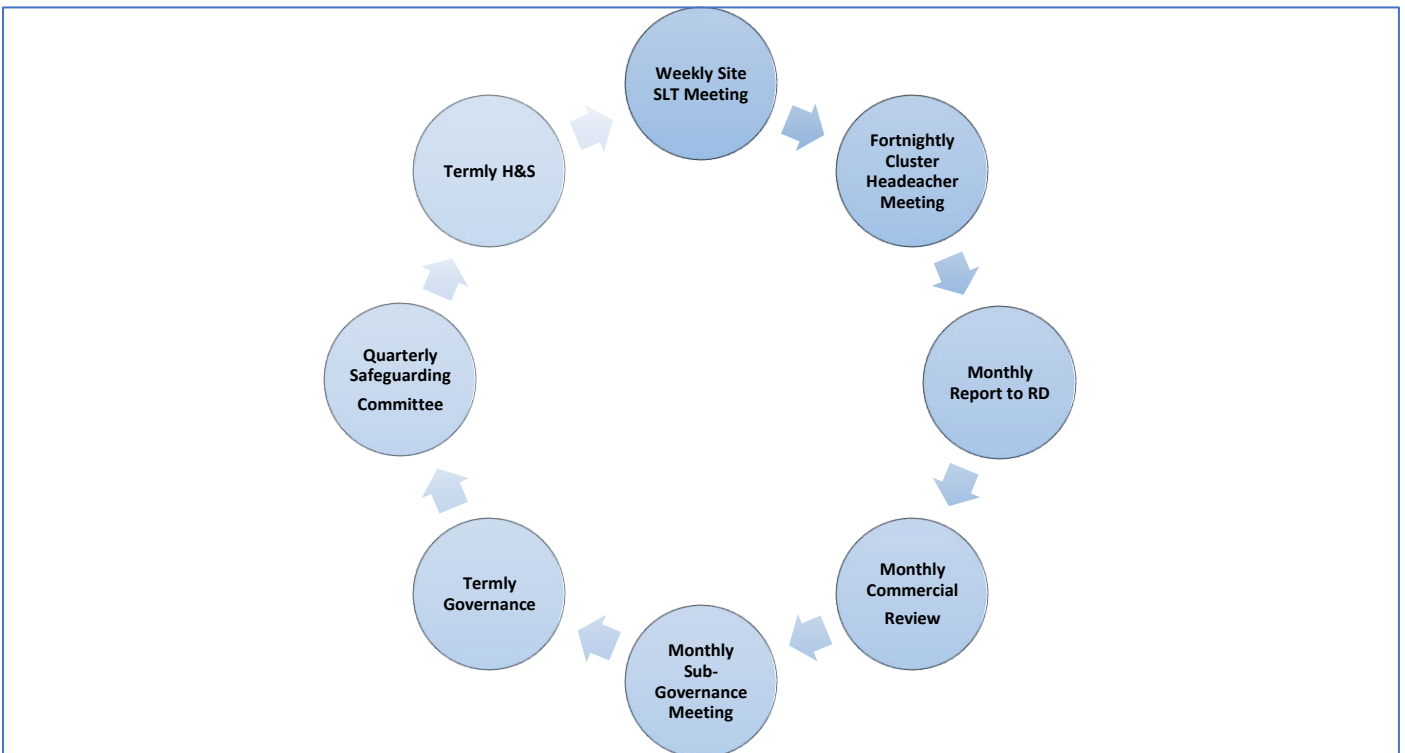 Weekly Site
SLT Meeting
Fortnightly
Cluster
Headeacher
Meeting
Monthly
Report to RD
Monthly
Commercial
Review
Monthly
Sub-
Governance
Meeting
Termly
Governance
Quarterly
Safeguarding
Committee
Termly H&S